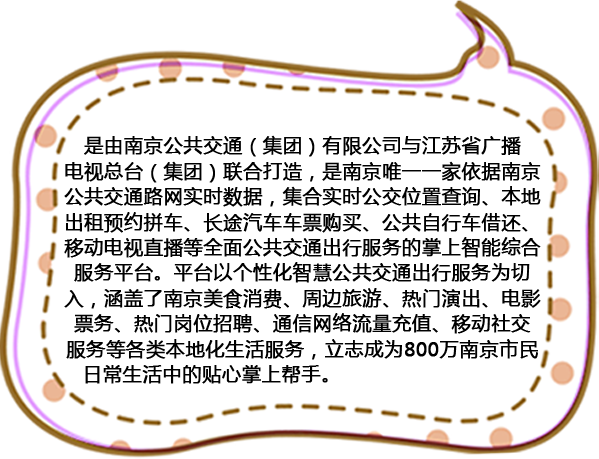 是由南京公共交通（集团）有限公司与江苏省广播
电视总台（集团）联合打造，是南京唯一一家依据南京
公共交通路网实时数据，集合实时公交位置查询、本地
出租预约拼车、长途汽车车票购买、公共自行车借还、
移动电视直播等全面公共交通出行服务的掌上智能综合
服务平台。平台以个性化智慧公共交通出行服务为切
入，涵盖了南京美食消费、周边旅游、热门演出、电影
票务、热门岗位招聘、通信网络流量充值、移动社交
服务等各类本地化生活服务，立志成为800万南京市民
日常生活中的贴心掌上帮手。